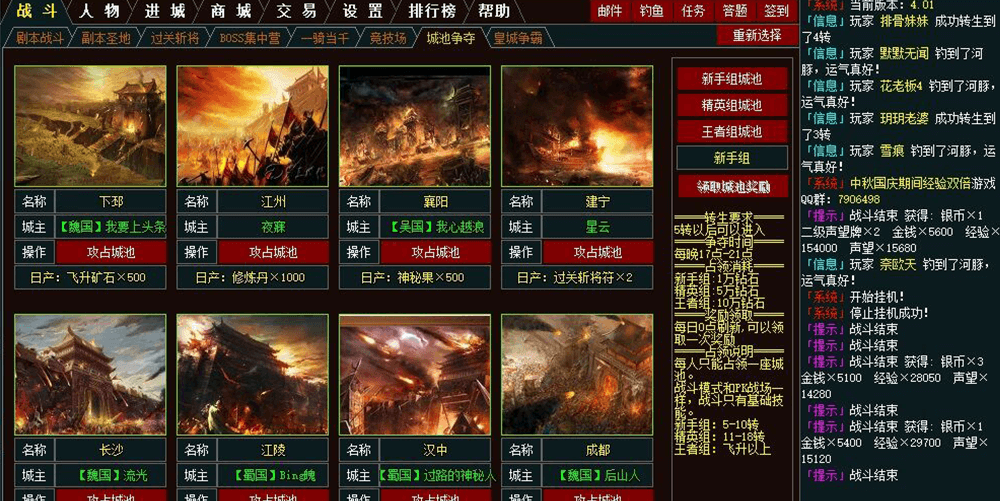 战斗 人物 进城 商城 交易 设置 排行榜 帮助
邮件 钓鱼 任务 答题 签到
剧本战斗 副本圣地 过关斩将 BOSS集中营 一骑当千 竞技场 城池争夺 皇城争霸
重新选择
名称 下邳 名称 江州 名称 襄阳 名称 建宁
城主 【魏国】我要上头条 城主 夜寐 城主 【吴国】我心越浪 城主 星云
操作 攻占城池 操作 攻占城池 操作 攻占城池 操作 攻占城池
日产：飞升矿石×500 日产：修炼丹×1000 日产：神秘果×500 日产：过关斩将符×2
名称 长沙 名称 江陵 名称 汉中 名称 成都
城主 【魏国】流光 城主 【蜀国】Bing魏 城主 【蜀国】过路的神秘人 城主 【魏国】后山人
操作 攻占城池 操作 攻占城池 操作 攻占城池 操作 攻占城池
新手组城池
精英组城池
王者组城池
新手组
领取城池奖励
转生要求
5转以后可以进入
争夺时间
每晚17点-21点
占领消耗
新手组:1万钻石
精英组:5万钻石
王者组:10万钻石
奖励领取
每日0点刷新,可以领
取一次奖励
占领说明
每人只能占领一座城
池。
战斗模式和PK战场一
样，战斗只有基础技
能。
新手组：5-10转
精英组：11-18转
王者组：飞升以上
「系统」当前版本：4.01
「信息」玩家 排骨妹妹 成功转生到
了4转
「信息」玩家 默默无闻 钓到了河
豚，运气真好！
「信息」玩家 花老板4 钓到了河豚，
运气真好！
「信息」玩家 玥玥老婆 成功转生到
了3转
「信息」玩家 雪痕 钓到了河豚，运
气真好！
「系统」中秋国庆期间经验双倍游戏
QQ群：7906498
「提示」战斗结束 获得：银币×1
二级声望牌×2 金钱×5600 经验×
154000 声望×15680
「信息」玩家 奈欧天 钓到了河豚，
运气真好！
「系统」开始挂机！
「系统」停止挂机成功！
「提示」战斗结束
「提示」战斗结束
「提示」战斗结束 获得：银币×3
金钱×5100 经验×28050 声望×
14280
「提示」战斗结束
「提示」战斗结束 获得：银币×1
金钱×5400 经验×29700 声望×
15120
「提示」战斗结束